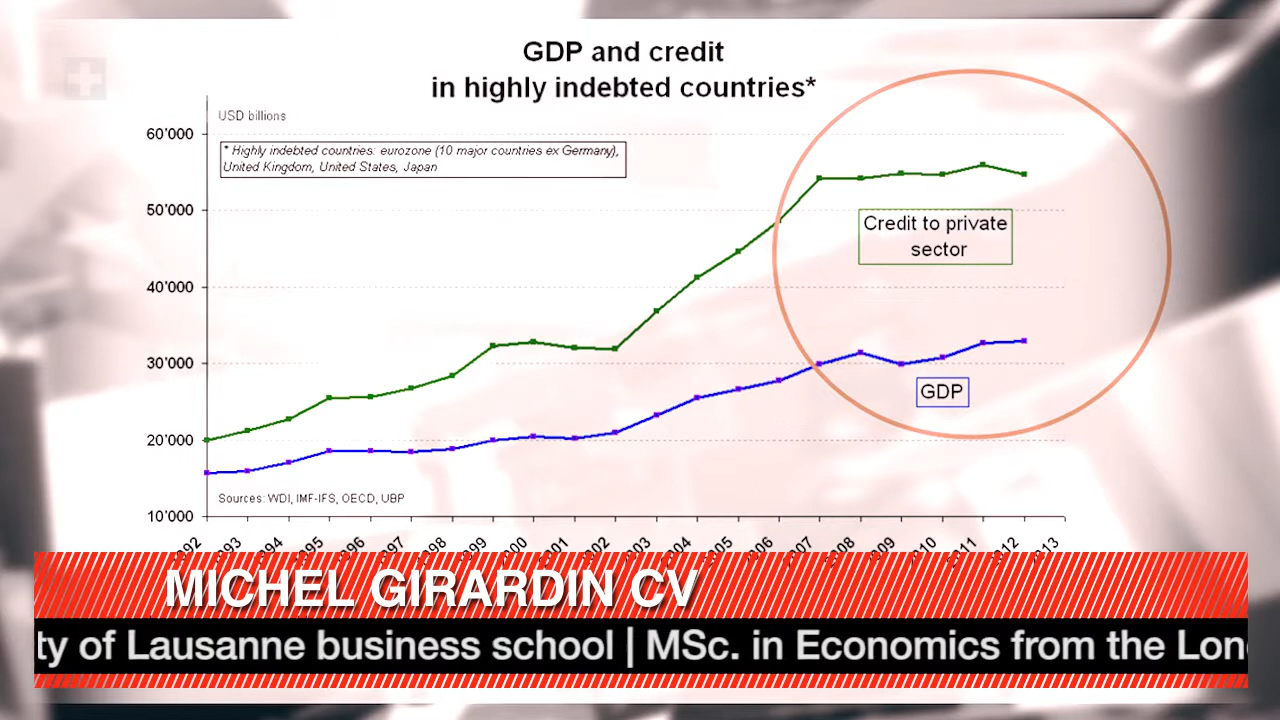 GDP and credit
in highly indebted countries*
USD billions
60'000
* Highly indebted countries: eurozone (10 major countries ex Germany),
United Kingdom, United States, Japan
50'000
Credit to private
sector
40'000
30'000
GDP
20'000
Sources: WDI, IMF-IFS, OECD, UBP
10'000
MICHEL GIRARDIN CV
ty of Lausanne business school | MSc. in Economics from the Lon